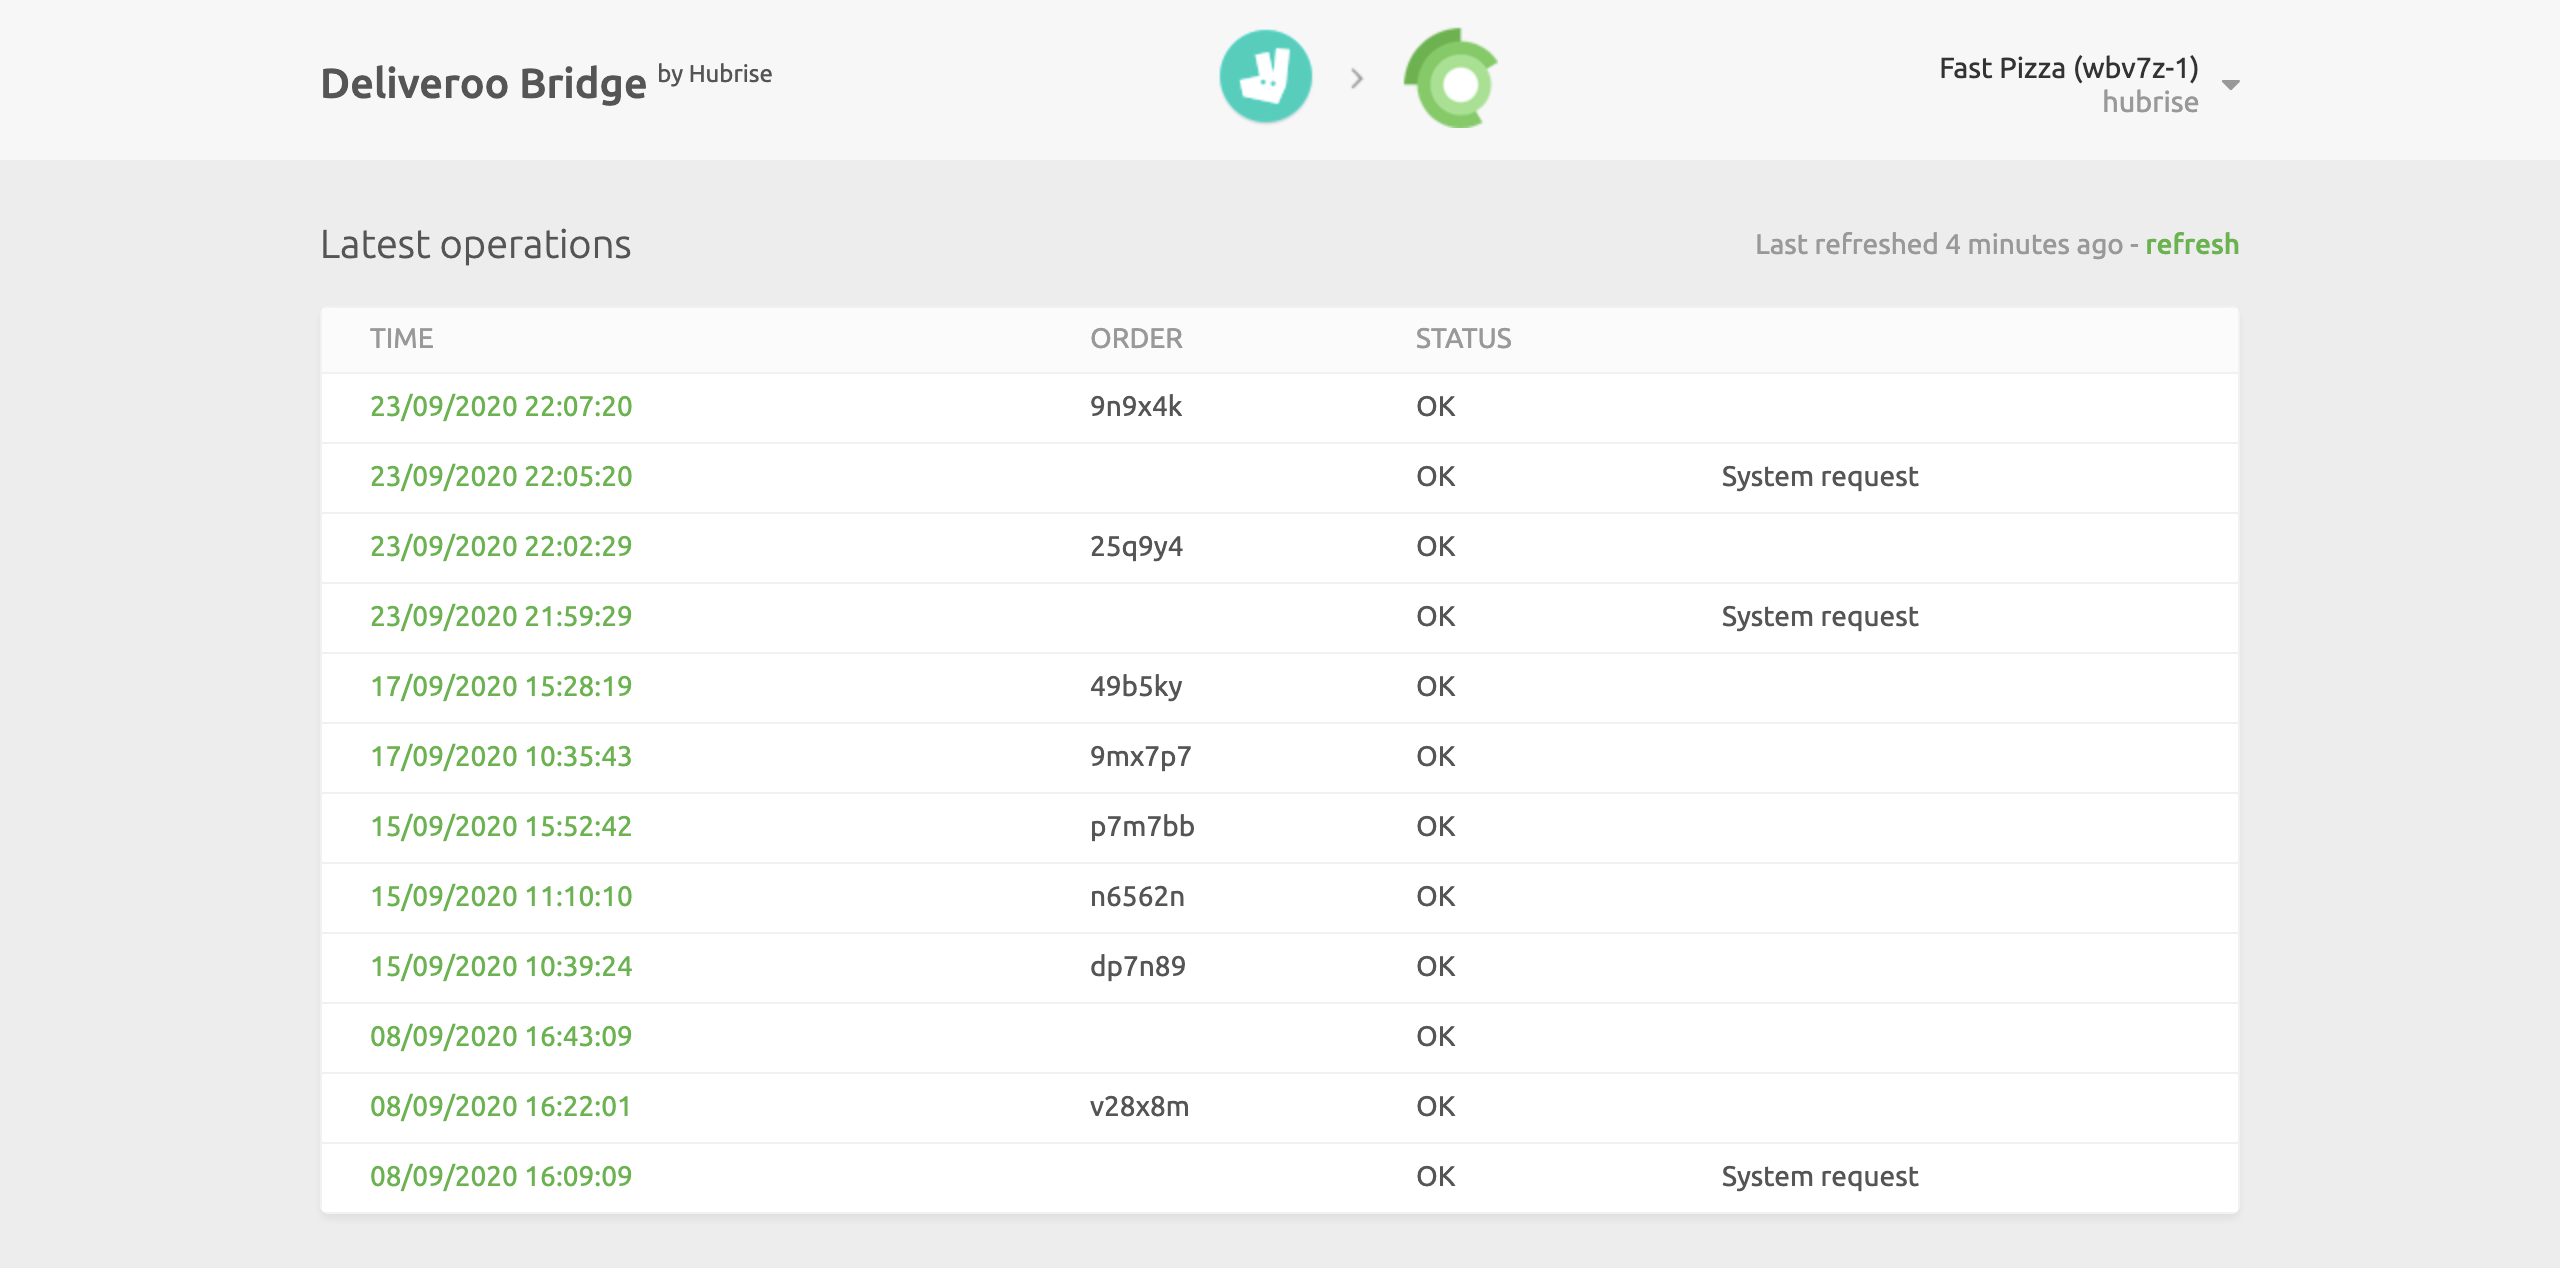 Deliveroo Bridge by Hubrise
Fast Pizza (wbv7z-1)
hubrise
Latest operations
Last refreshed 4 minutes ago - refresh
TIME ORDER STATUS
23/09/2020 22:07:20 9n9x4k OK
23/09/2020 22:05:20 OK System request
23/09/2020 22:02:29 25q9y4 OK
23/09/2020 21:59:29 OK System request
17/09/2020 15:28:19 49b5ky OK
17/09/2020 10:35:43 9mx7p7 OK
15/09/2020 15:52:42 p7m7bb OK
15/09/2020 11:10:10 n6562n OK
15/09/2020 10:39:24 dp7n89 OK
08/09/2020 16:43:09 OK
08/09/2020 16:22:01 v28x8m OK
08/09/2020 16:09:09 OK System request